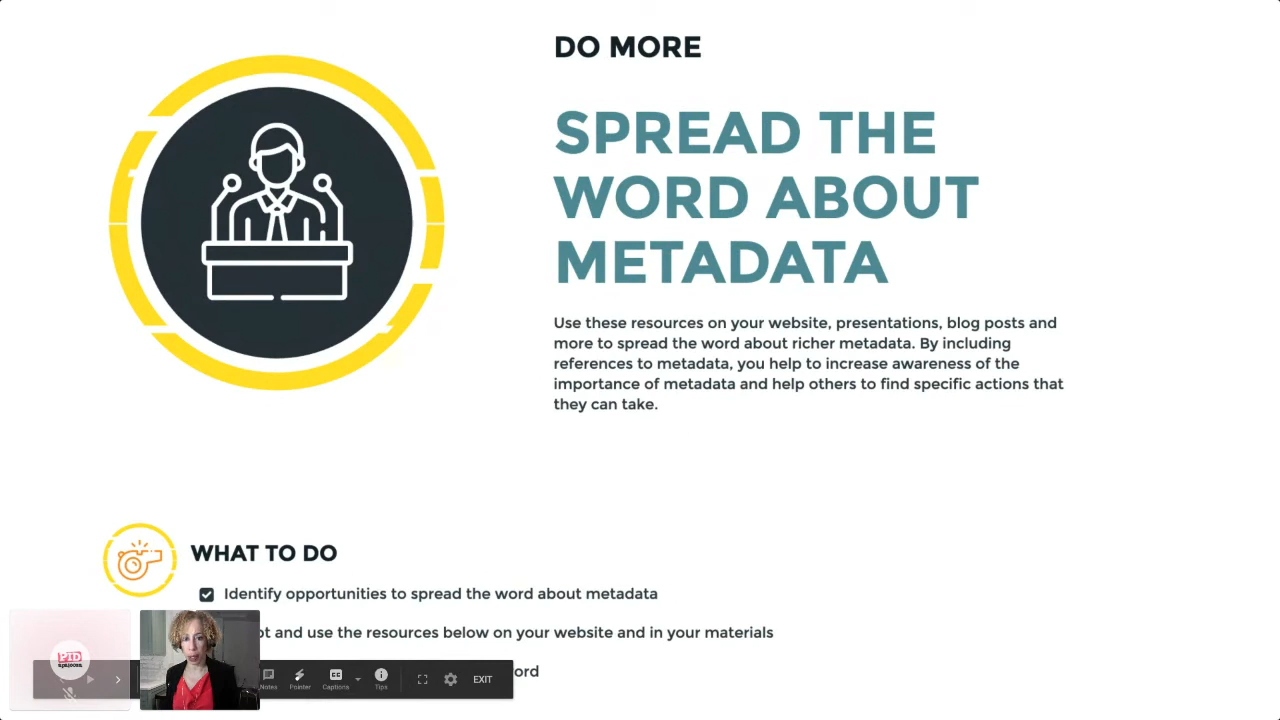 DO MORE
SPREAD THE
WORD ABOUT
METADATA
Use these resources on your website, presentations, blog posts and
more to spread the word about richer metadata. By including
references to metadata, you help to increase awareness of the
importance of metadata and help others to find specific actions that
they can take.
WHAT TO DO
Identify opportunities to spread the word about metadata
and use the resources below on your website and in your materials
PID
apalooza
Notes
Pointer
Captions
Tips
EXIT